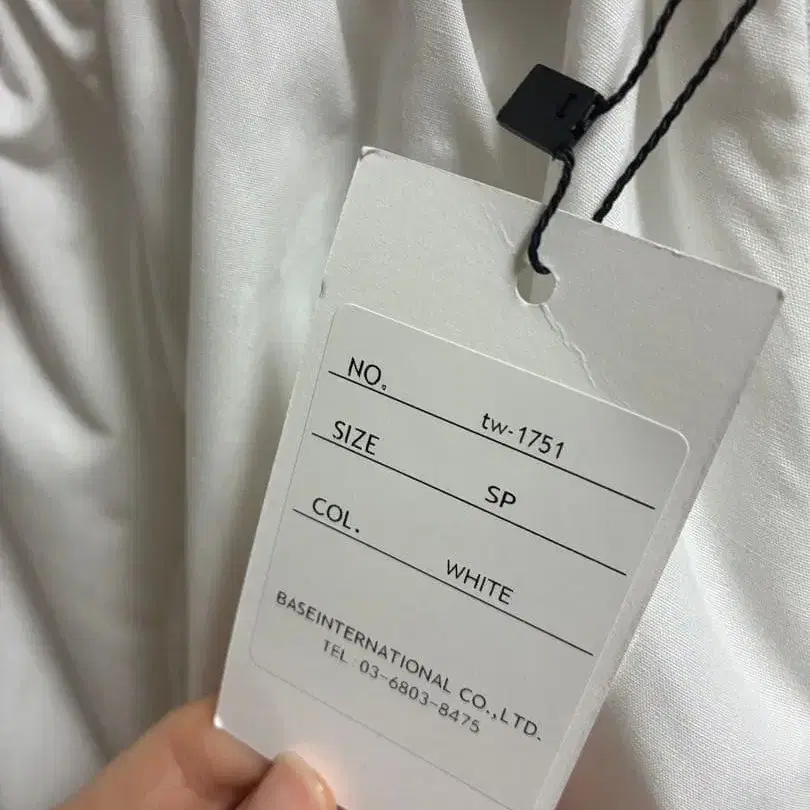 NO。
tw-1751
SIZE
SP
COL.
WHITE
BASEINTERNATIONAL CO.,LTD.
TEL:03-6803-8475